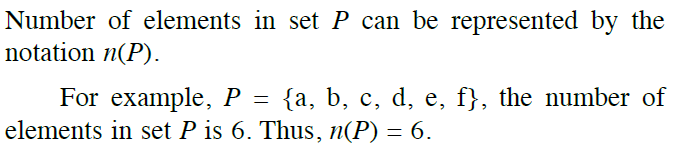 Number of elements in set P can be represented by the
notation n(P).
For example, P = {a, b, c, d, e, f}, the number of
elements in set P is 6. Thus, n(P) = 6.